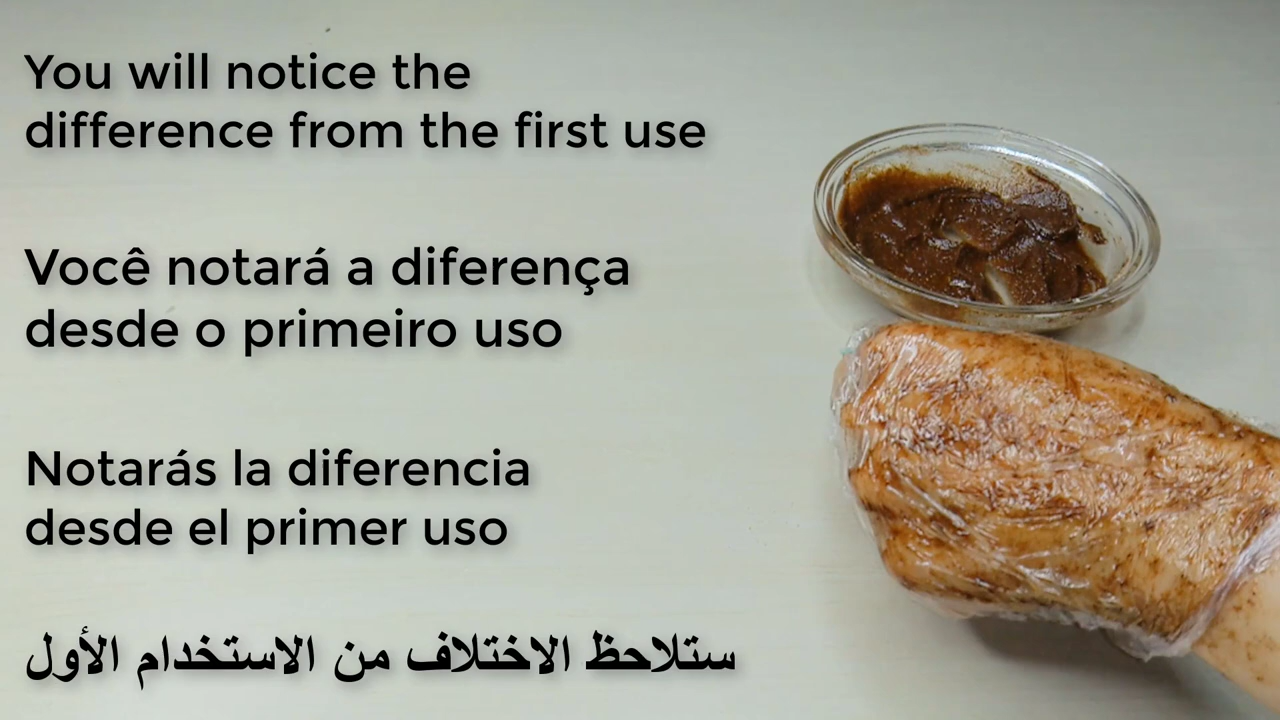 You will notice the
difference from the first use
Você notará a diferença
desde o primeiro uso
Notarás la diferencia
desde el primer uso
ستلاحظ الاختلاف من الاستخدام الأول